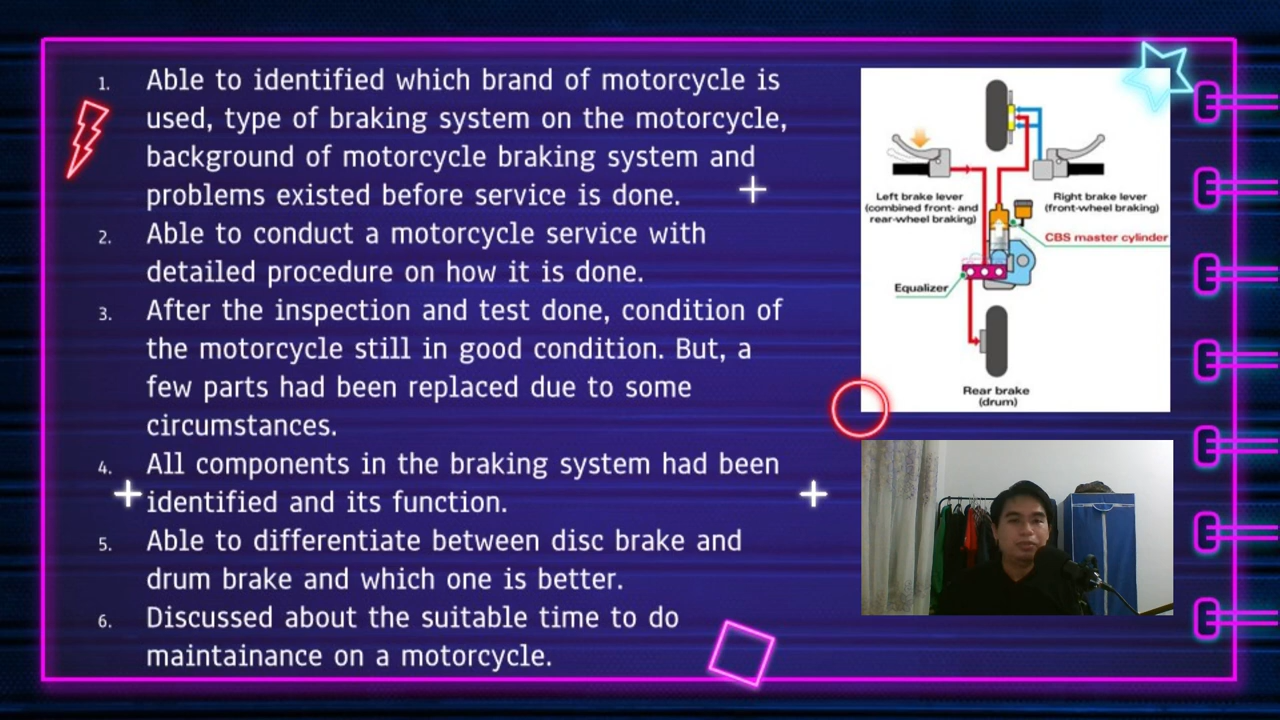 1. Able to identified which brand of motorcycle is
used, type of braking system on the motorcycle,
background of motorcycle braking system and
problems existed before service is done.
2. Able to conduct a motorcycle service with
detailed procedure on how it is done.
3. After the inspection and test done, condition of
the motorcycle still in good condition. But, a
few parts had been replaced due to some
circumstances.
4. All components in the braking system had been
identified and its function.
5. Able to differentiate between disc brake and
drum brake and which one is better.
6. Discussed about the suitable time to do
maintainance on a motorcycle.
Left brake lever
(combined front- and
rear-wheel braking)
Right brake lever
(front-wheel braking)
CBS master cylinder
Equalizer
Rear brake
(drum)